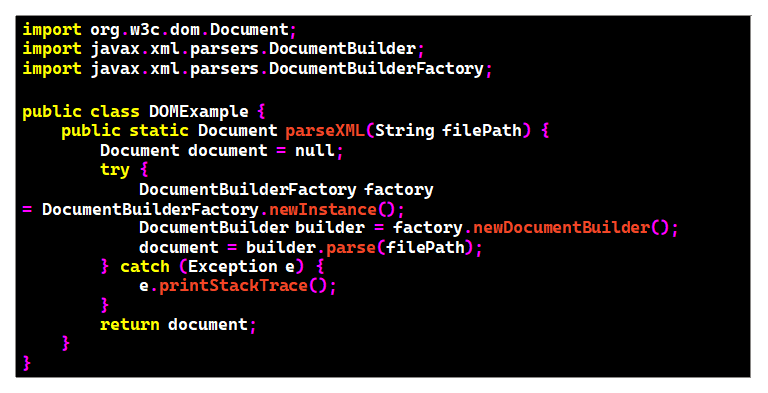 import org.w3c.dom.Document;
import javax.xml.parsers.DocumentBuilder;
import javax.xml.parsers.DocumentBuilderFactory;

public class DOMExample {
    public static Document parseXML(String filePath) {
        Document document = null;
        try {
            DocumentBuilderFactory factory
= DocumentBuilderFactory.newInstance();
            DocumentBuilder builder = factory.newDocumentBuilder();
            document = builder.parse(filePath);
        } catch (Exception e) {
            e.printStackTrace();
        }
        return document;
    }
}